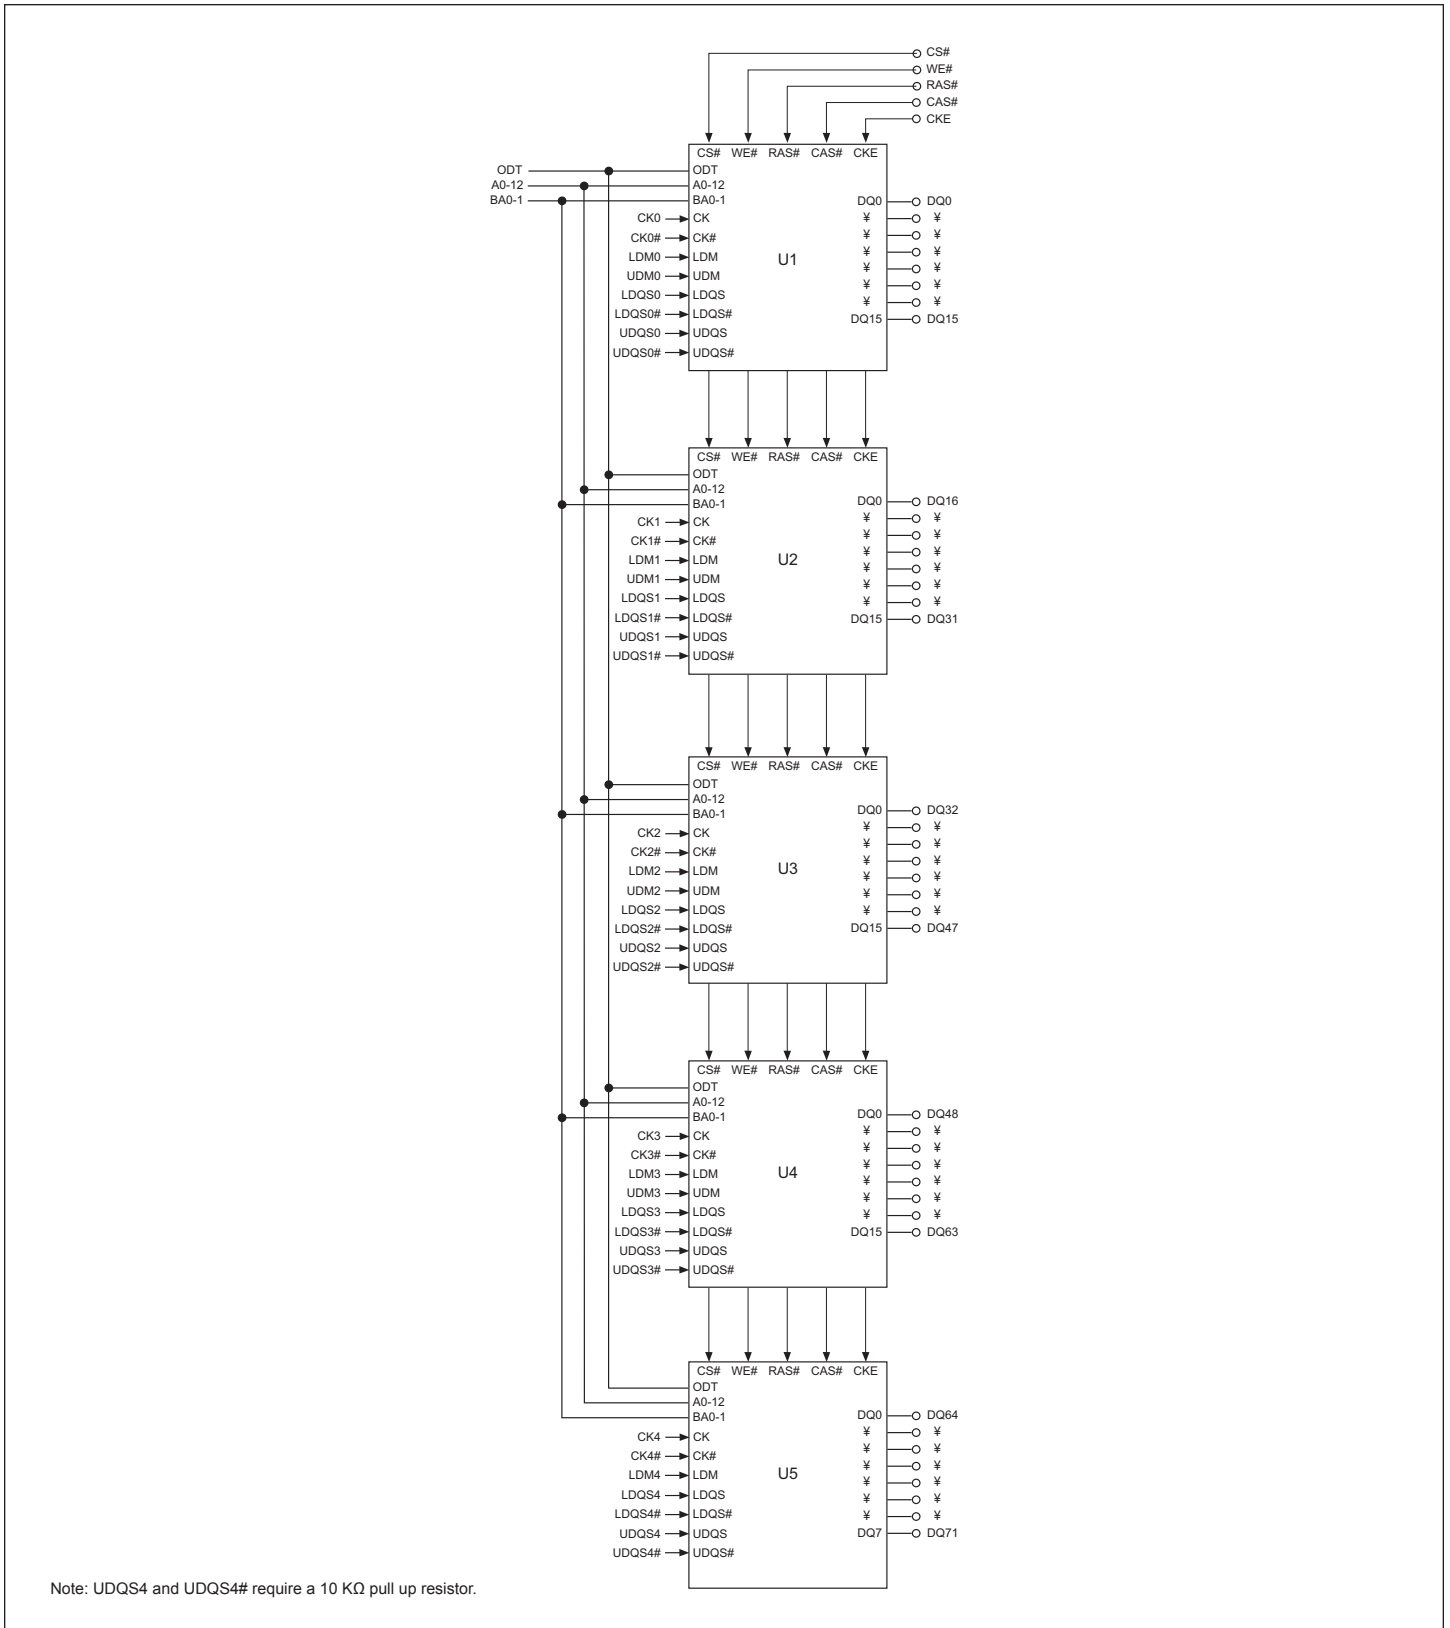 CS#
WE#
RAS#
CAS#
CKE
CS# WE# RAS# CAS# CKE
ODT ODT
A0-12 A0-12
BA0-1 BA0-1 DQ0 DQ0
CK0 CK ¥ ¥
CK0# CK# ¥ ¥
LDM0 LDM ¥ ¥
U1
UDM0 UDM ¥ ¥
LDQS0 LDQS ¥ ¥
LDQS0# LDQS# ¥ ¥
DQ15 DQ15
UDQS0 UDQS
UDQS0# UDQS#
CS# WE# RAS# CAS# CKE
ODT
A0-12
BA0-1 DQ0 DQ16
CK1 CK ¥ ¥
CK1# CK# ¥ ¥
LDM1 LDM ¥ ¥
U2
UDM1 UDM ¥ ¥
LDQS1 LDQS ¥ ¥
LDQS1# LDQS# ¥ ¥
DQ15 DQ31
UDQS1 UDQS
UDQS1# UDQS#
CS# WE# RAS# CAS# CKE
ODT
A0-12
BA0-1 DQ0 DQ32
CK2 CK ¥ ¥
CK2# CK# ¥ ¥
LDM2 LDM ¥ ¥
U3
UDM2 UDM ¥ ¥
LDQS2 LDQS ¥ ¥
LDQS2# LDQS# ¥ ¥
DQ15 DQ47
UDQS2 UDQS
UDQS2# UDQS#
CS# WE# RAS# CAS# CKE
ODT
A0-12
BA0-1 DQ0 DQ48
CK3 CK ¥ ¥
CK3# CK# ¥ ¥
LDM3 LDM ¥ ¥
U4
UDM3 UDM ¥ ¥
LDQS3 LDQS ¥ ¥
LDQS3# LDQS# ¥ ¥
DQ15 DQ63
UDQS3 UDQS
UDQS3# UDQS#
CS# WE# RAS# CAS# CKE
ODT
A0-12
BA0-1 DQ0 DQ64
CK4 CK ¥ ¥
CK4# CK# ¥ ¥
LDM4 LDM ¥ ¥
U5
LDQS4 LDQS ¥ ¥
LDQS4# LDQS# ¥ ¥
¥ ¥
UDQS4 UDQS DQ7 DQ71
UDQS4# UDQS#
Note: UDQS4 and UDQS4# require a 10 KΩ pull up resistor.